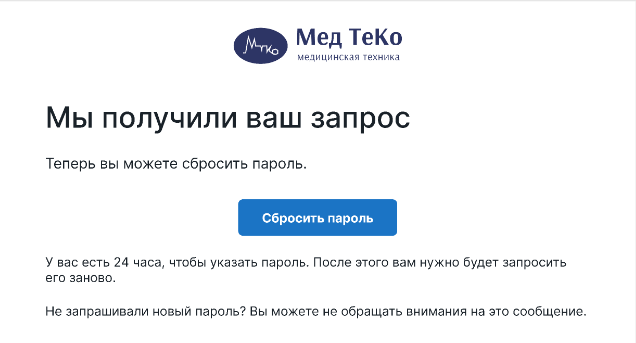 МТКо
Мед ТеКо
медицинская техника
Мы получили ваш запрос
Теперь вы можете сбросить пароль.
Сбросить пароль
У вас есть 24 часа, чтобы указать пароль. После этого вам нужно будет запросить
его заново.
Не запрашивали новый пароль? Вы можете не обращать внимания на это сообщение.